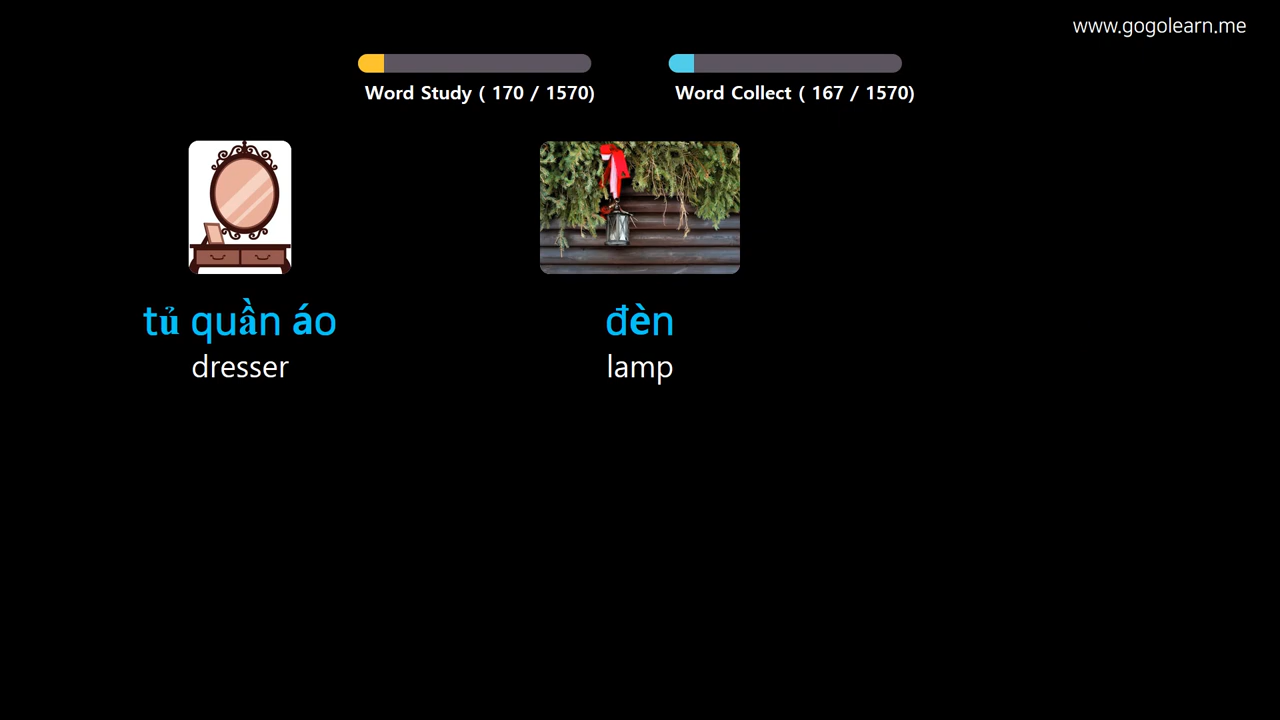 www.gogolearn.me
Word Study ( 170 / 1570)
Word Collect ( 167 / 1570)
tủ quần áo
dresser
đèn
lamp